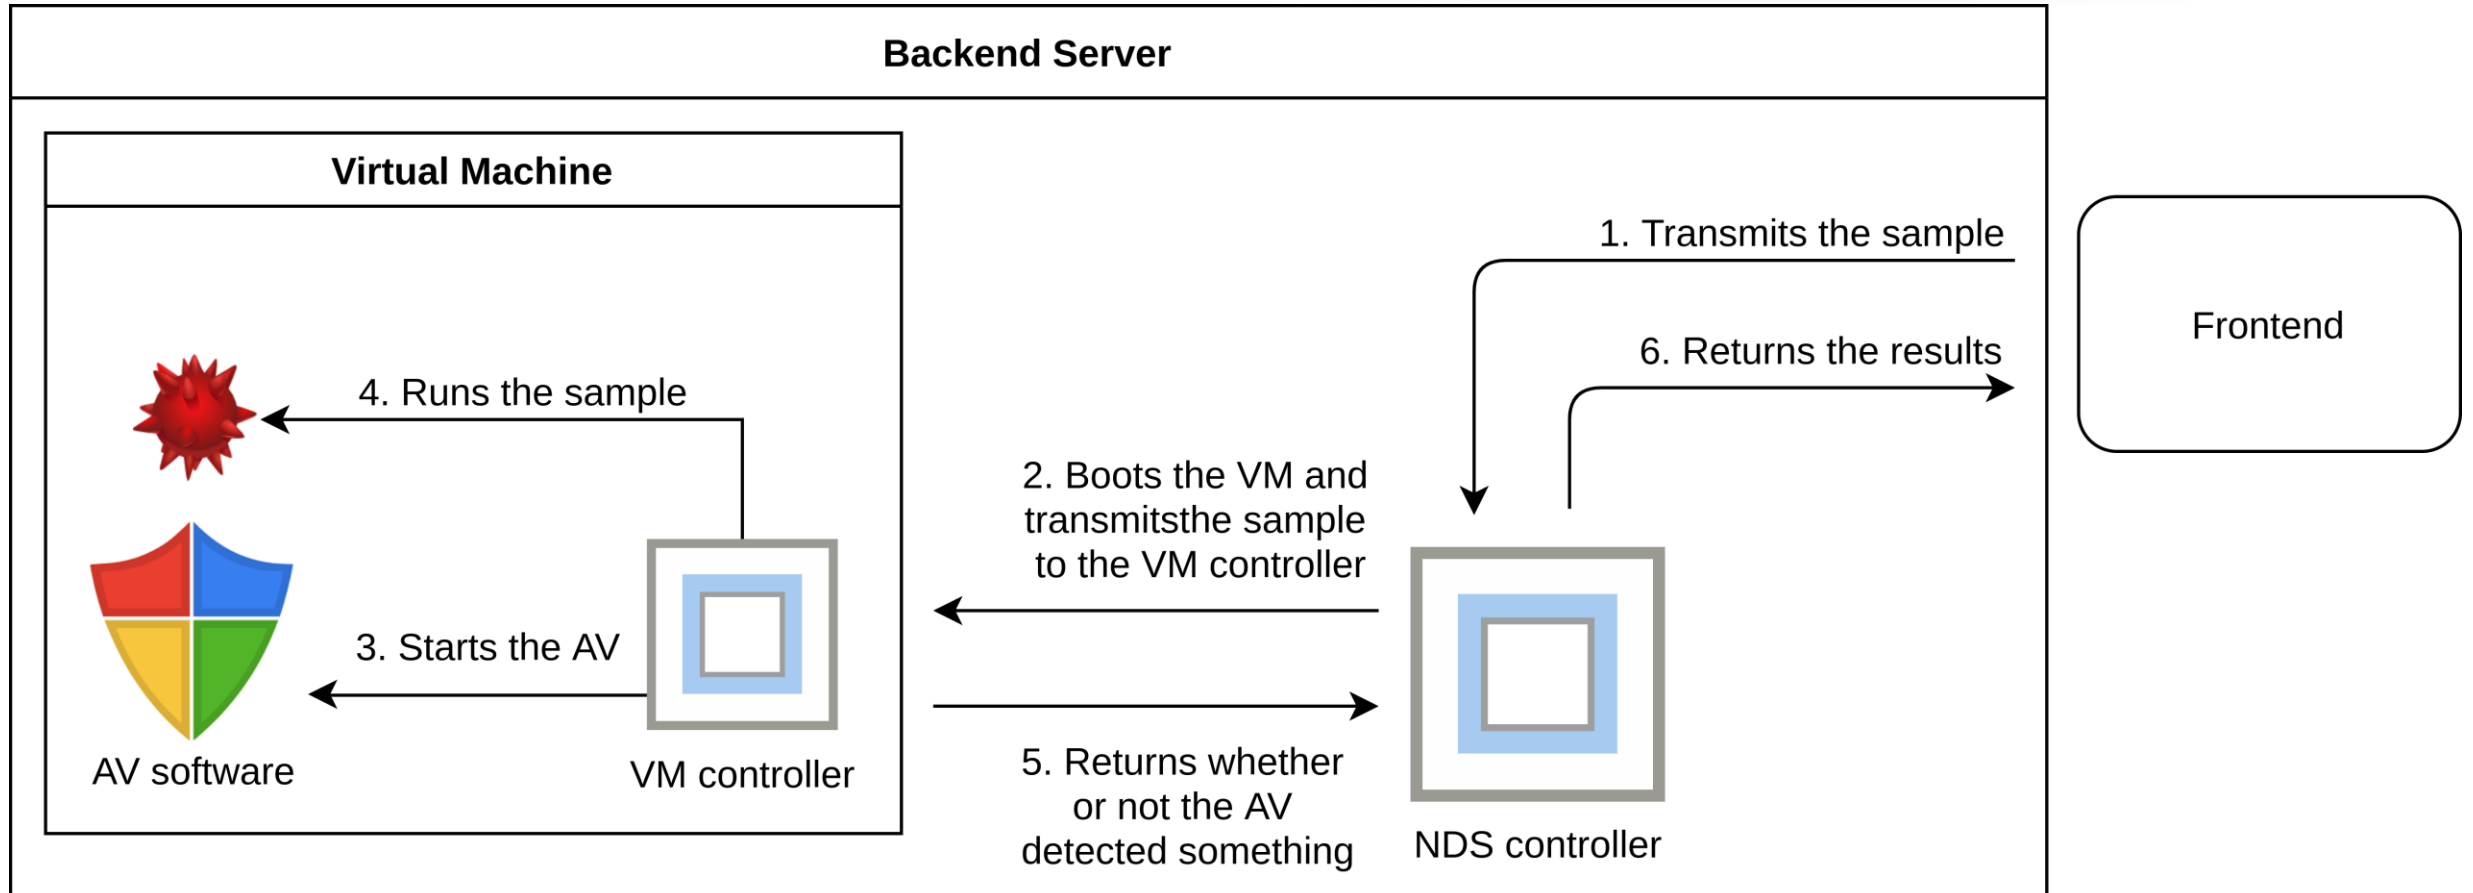 Backend Server
Virtual Machine
1. Transmits the sample
Frontend
6. Returns the results
4. Runs the sample
2. Boots the VM and
transmitsthe sample
to the VM controller
3. Starts the AV
AV software
VM controller
5. Returns whether
or not the AV
detected something
NDS controller